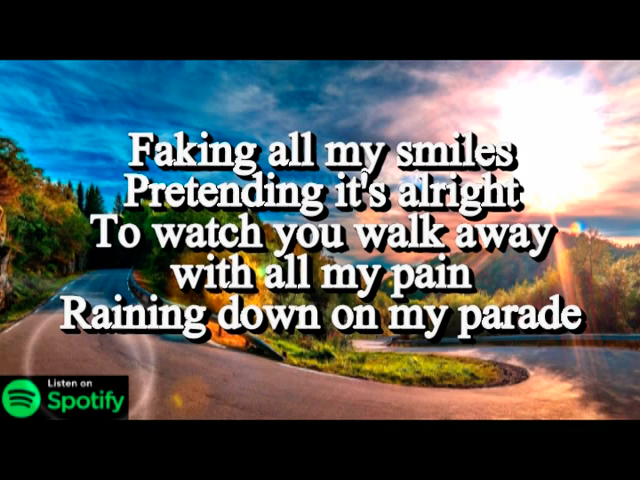 Faking all my smiles
Pretending it's alright
To watch you walk away
with all my pain
Raining down on my parade
Listen on
Spotify